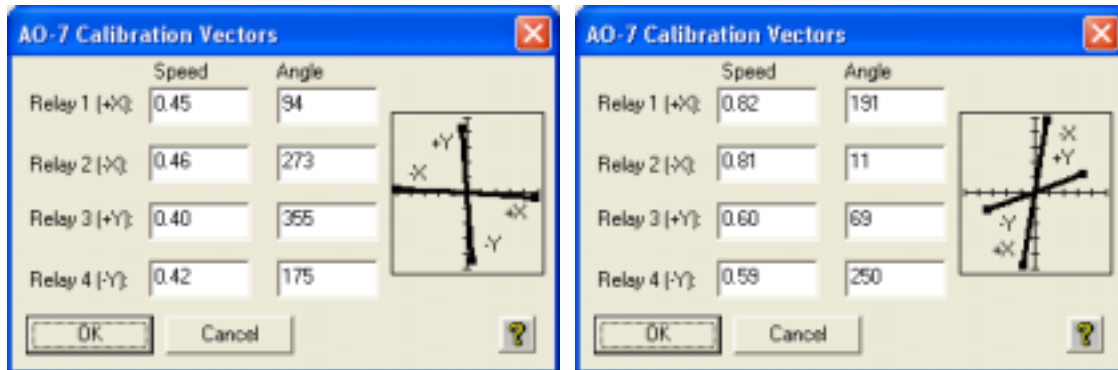 AO-7 Calibration Vectors
Speed Angle
Relay 1 (+X): 0.45 94
Relay 2 (-X): 0.46 273
Relay 3 (+Y): 0.40 355
Relay 4 (-Y): 0.42 175
+Y
-X
+X
-Y
OK Cancel ?
AO-7 Calibration Vectors
Speed Angle
Relay 1 (+X): 0.82 191
Relay 2 (-X): 0.81 11
Relay 3 (+Y): 0.60 69
Relay 4 (-Y): 0.59 250
-X
+Y
-Y
+X
OK Cancel ?